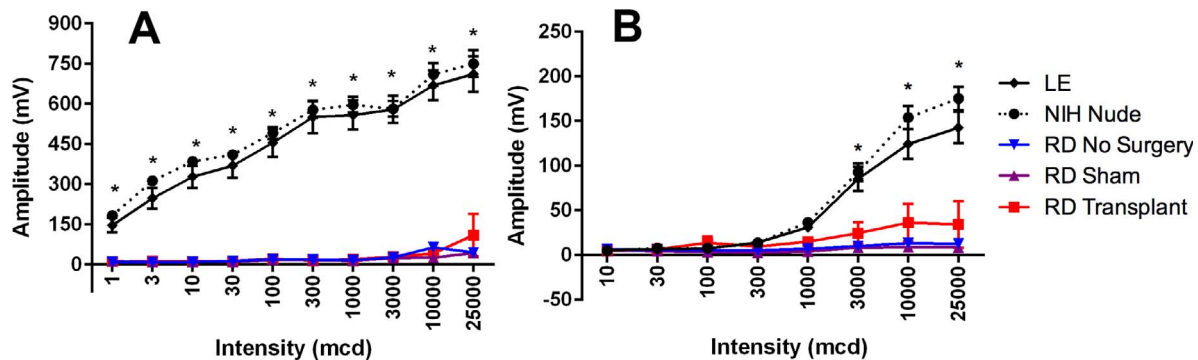 A
Amplitude (mV)
900
750
600
450
300
150
0
* * * * * * * * * *
1 3 10 30 100 300 1000 3000 10000 25000
Intensity (mcd)
B
Amplitude (mV)
250
200
150
100
50
0
-50
* * *
10 30 100 300 1000 3000 10000 25000
Intensity (mcd)
LE
NIH Nude
RD No Surgery
RD Sham
RD Transplant